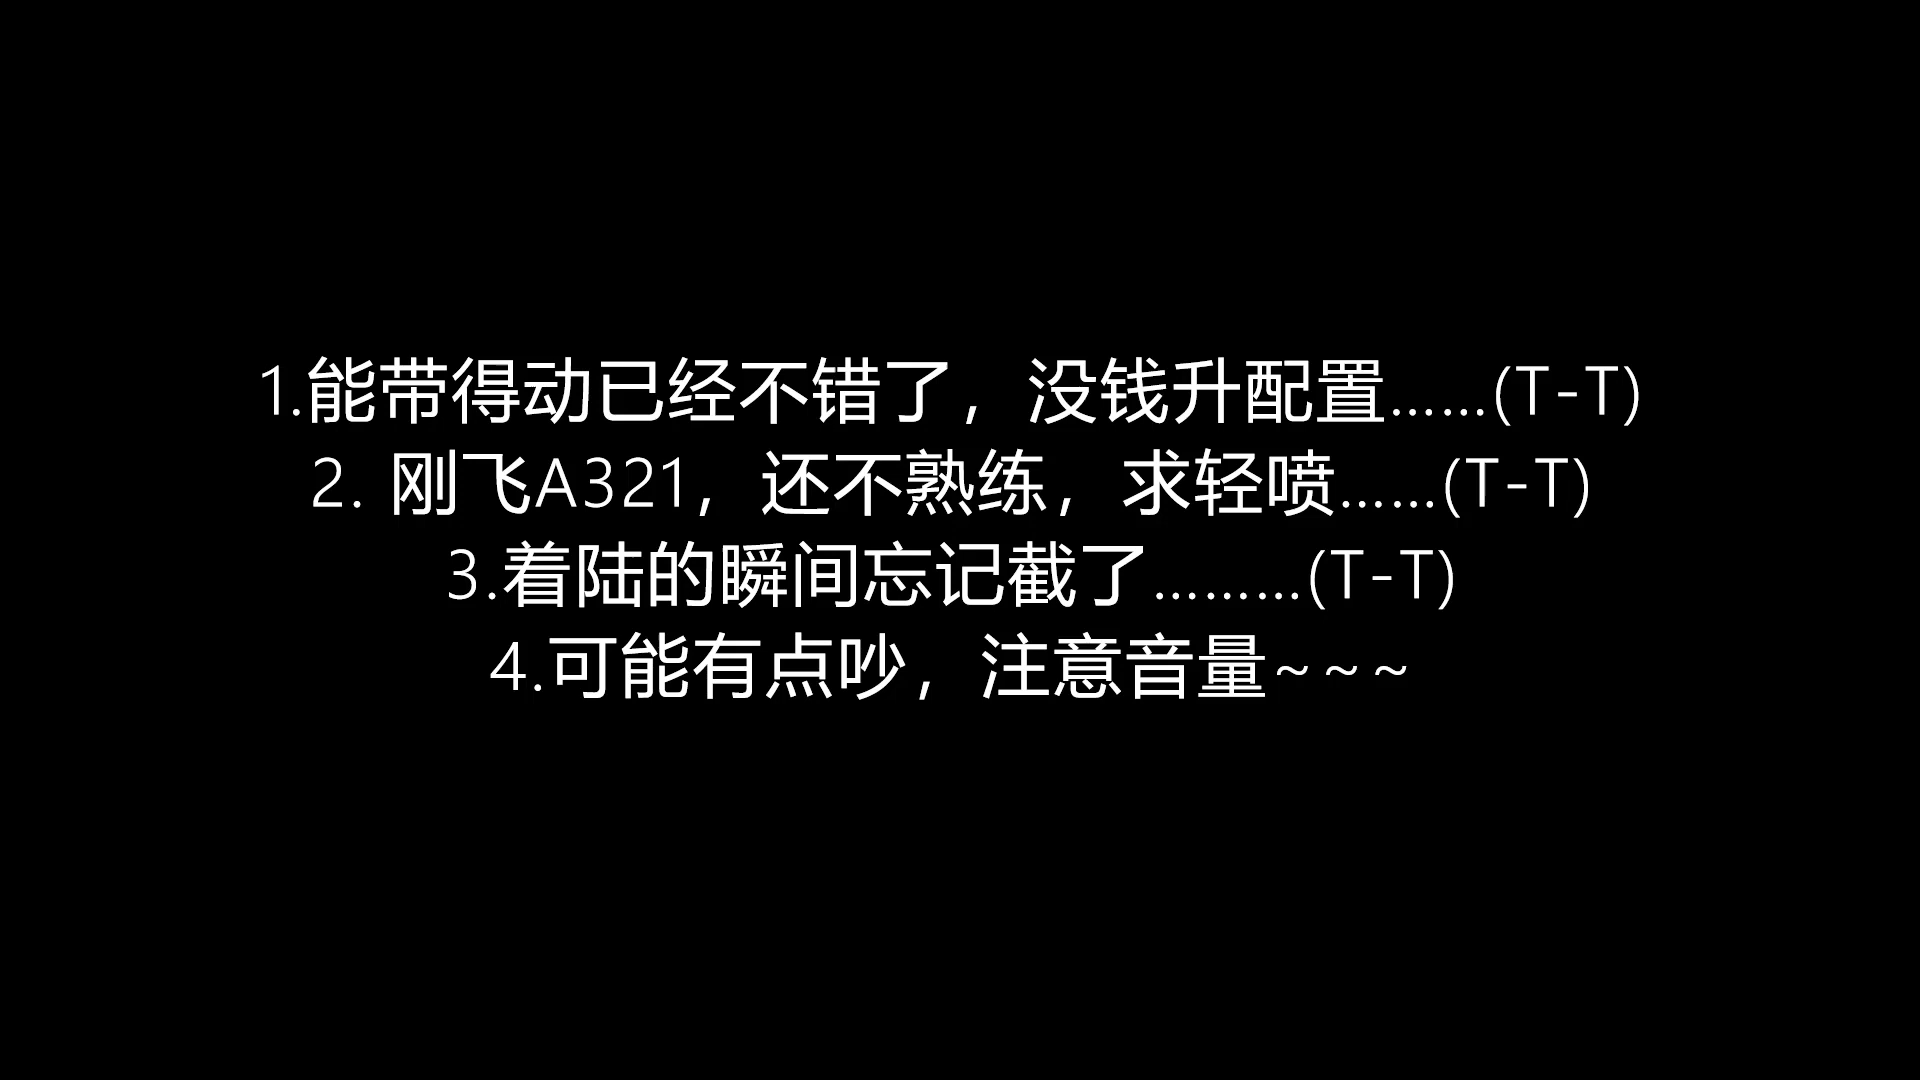 1.能带得动已经不错了，没钱升配置……(T-T)
2. 刚飞A321，还不熟练，求轻喷……(T-T)
3.着陆的瞬间忘记截了………(T-T)
4.可能有点吵，注意音量~~~